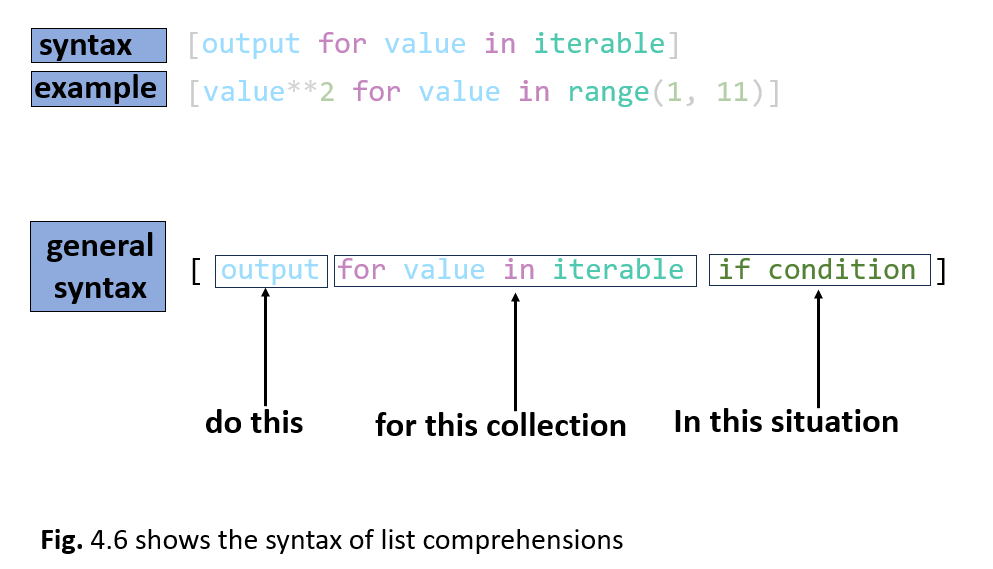 syntax [output for value in iterable]
example [value**2 for value in range(1, 11)]
general
syntax
[ output for value in iterable if condition ]
do this for this collection In this situation
Fig. 4.6 shows the syntax of list comprehensions